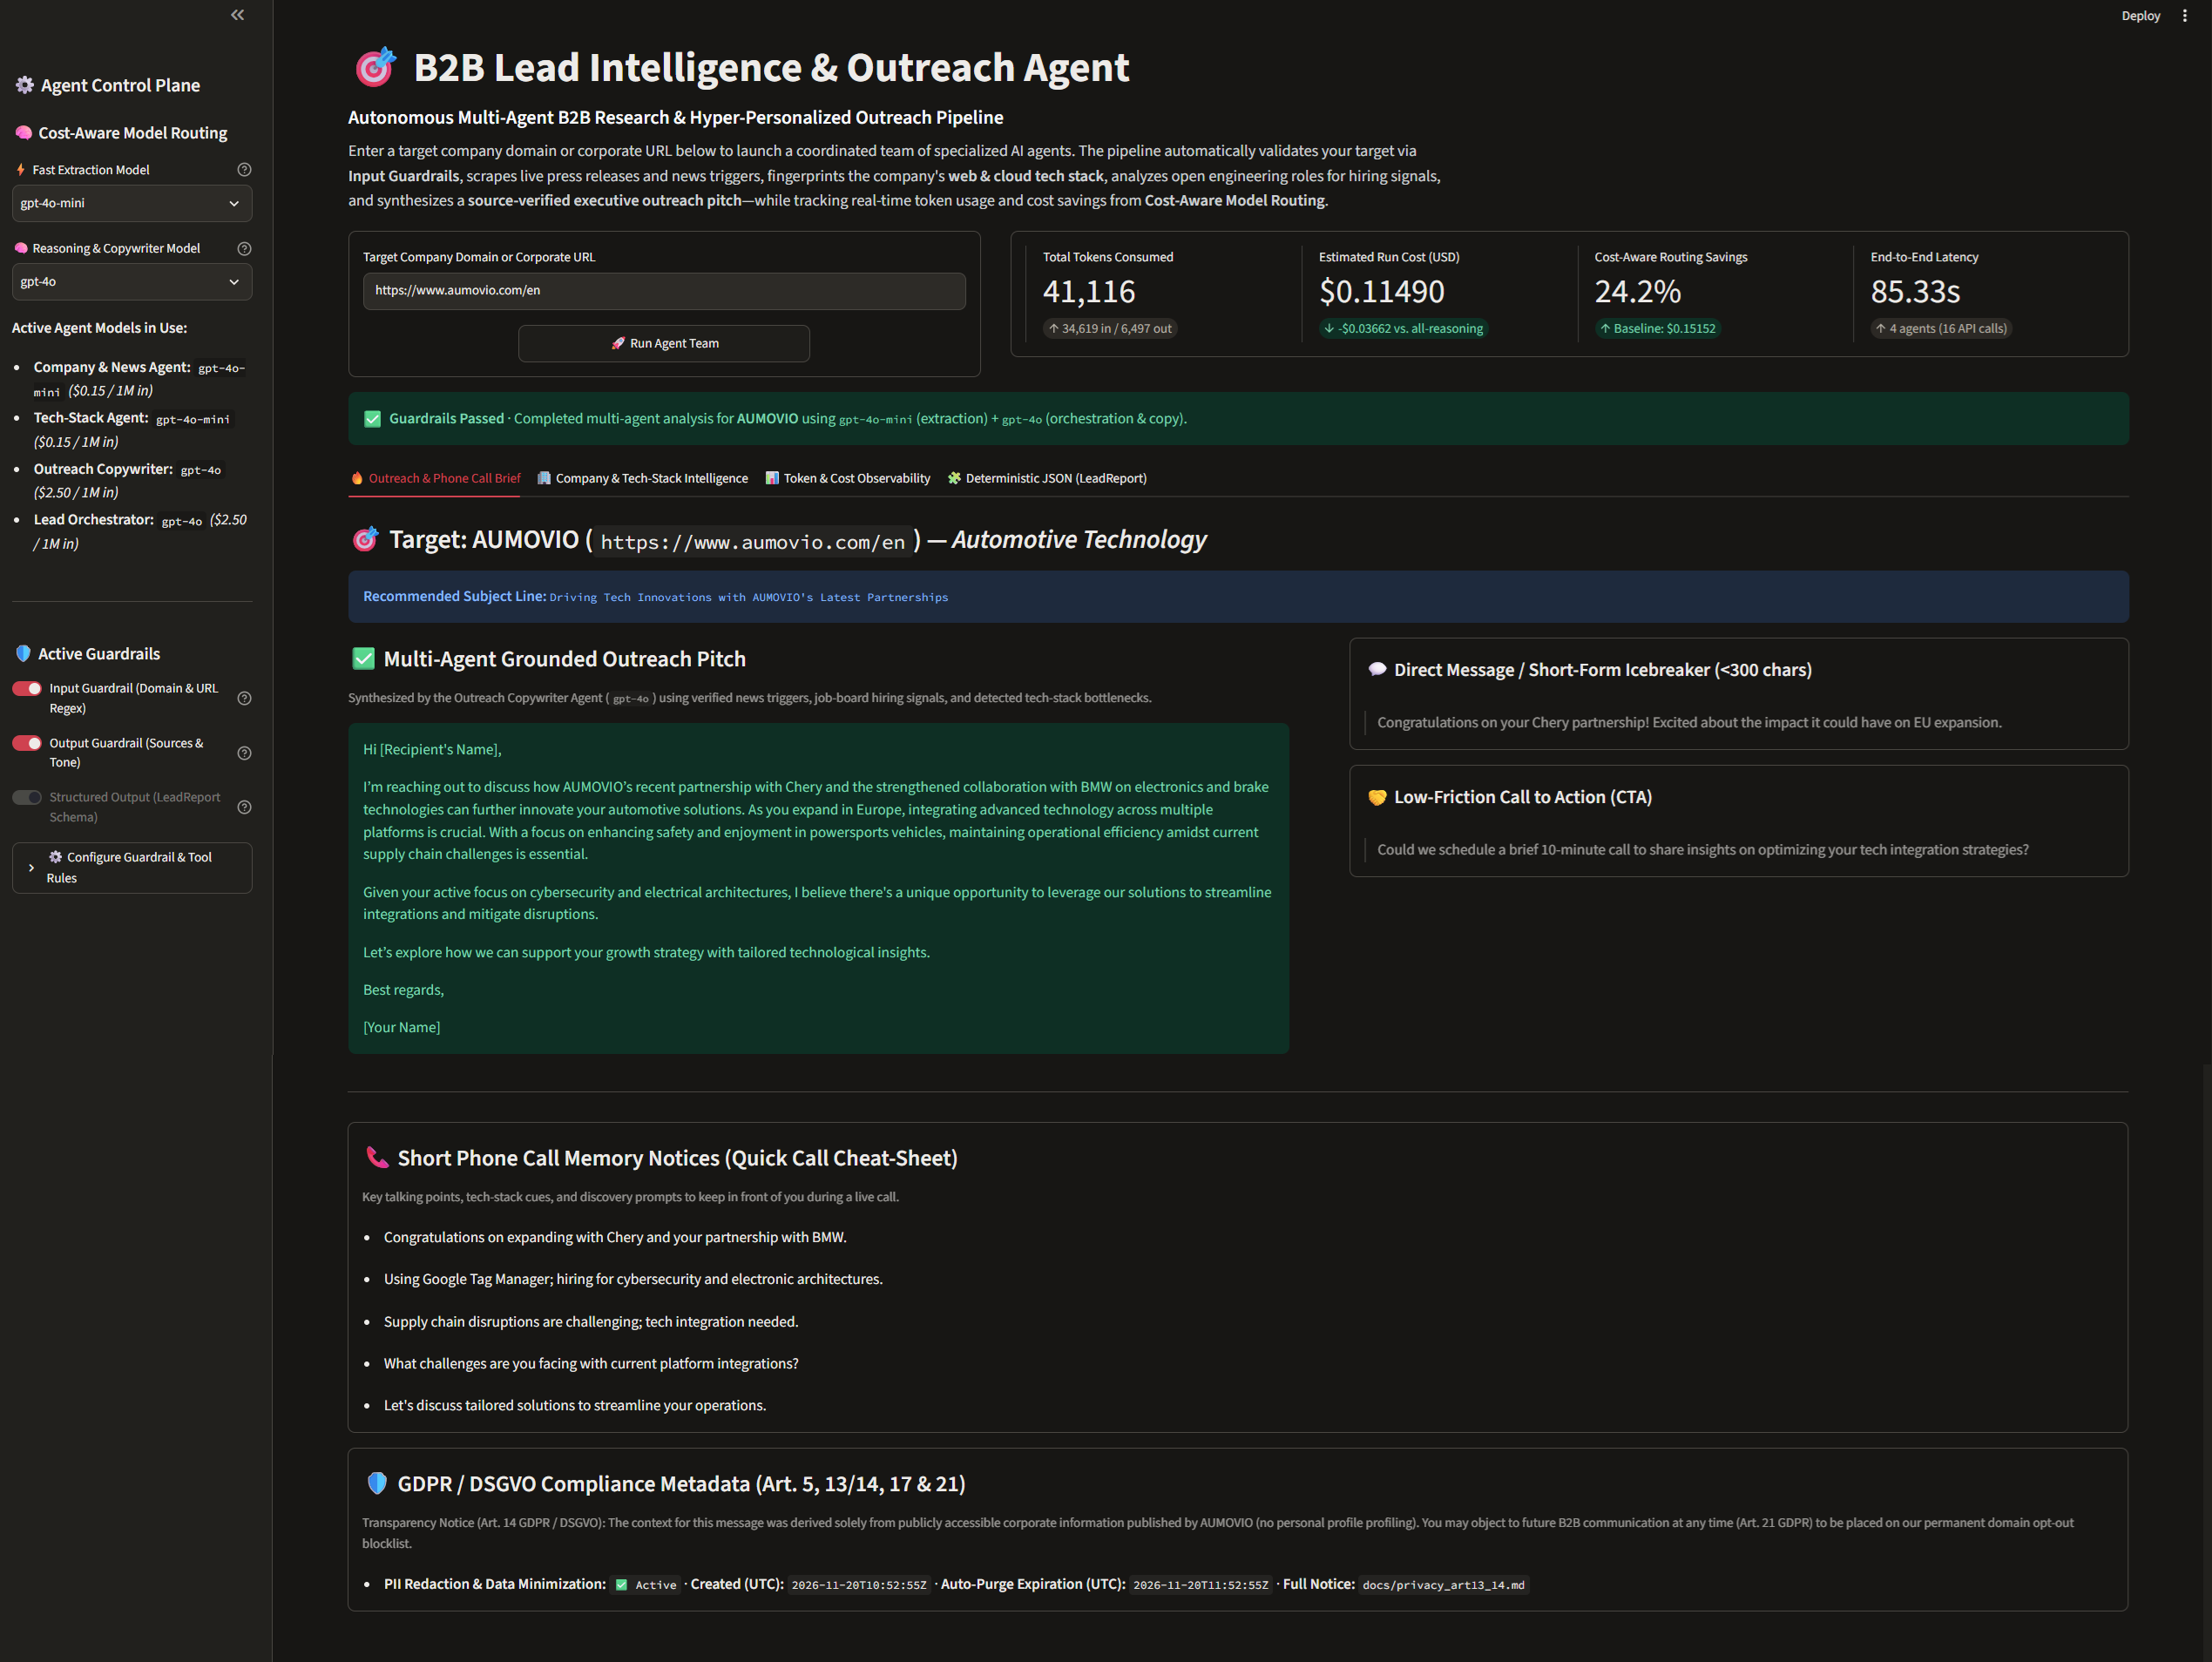 Deploy
Agent Control Plane
Cost-Aware Model Routing
Fast Extraction Model
gpt-4o-mini
Reasoning & Copywriter Model
gpt-4o
Active Agent Models in Use:
Company & News Agent: gpt-4o-
mini ($0.15 / 1M in)
Tech-Stack Agent: gpt-4o-mini
($0.15 / 1M in)
Outreach Copywriter: gpt-4o
($2.50 / 1M in)
Lead Orchestrator: gpt-4o ($2.50
/ 1M in)
Active Guardrails
Input Guardrail (Domain & URL
Regex)
Output Guardrail (Sources &
Tone)
Structured Output (LeadReport
Schema)
Configure Guardrail & Tool
Rules
B2B Lead Intelligence & Outreach Agent
Autonomous Multi-Agent B2B Research & Hyper-Personalized Outreach Pipeline
Enter a target company domain or corporate URL below to launch a coordinated team of specialized AI agents. The pipeline automatically validates your target via
Input Guardrails, scrapes live press releases and news triggers, fingerprints the company's web & cloud tech stack, analyzes open engineering roles for hiring signals,
and synthesizes a source-verified executive outreach pitch—while tracking real-time token usage and cost savings from Cost-Aware Model Routing.
Target Company Domain or Corporate URL
https://www.aumovio.com/en
Run Agent Team
Total Tokens Consumed
41,116
↑ 34,619 in / 6,497 out
Estimated Run Cost (USD)
$0.11490
↓ -$0.03662 vs. all-reasoning
Cost-Aware Routing Savings
24.2%
↑ Baseline: $0.15152
End-to-End Latency
85.33s
↑ 4 agents (16 API calls)
Guardrails Passed · Completed multi-agent analysis for AUMOVIO using gpt-4o-mini (extraction) + gpt-4o (orchestration & copy).
Outreach & Phone Call Brief
Company & Tech-Stack Intelligence
Token & Cost Observability
Deterministic JSON (LeadReport)
Target: AUMOVIO ( https://www.aumovio.com/en ) — Automotive Technology
Recommended Subject Line: Driving Tech Innovations with AUMOVIO's Latest Partnerships
Multi-Agent Grounded Outreach Pitch
Synthesized by the Outreach Copywriter Agent ( gpt-4o ) using verified news triggers, job-board hiring signals, and detected tech-stack bottlenecks.
Hi [Recipient's Name],
I’m reaching out to discuss how AUMOVIO’s recent partnership with Chery and the strengthened collaboration with BMW on electronics and brake
technologies can further innovate your automotive solutions. As you expand in Europe, integrating advanced technology across multiple
platforms is crucial. With a focus on enhancing safety and enjoyment in powersports vehicles, maintaining operational efficiency amidst current
supply chain challenges is essential.
Given your active focus on cybersecurity and electrical architectures, I believe there's a unique opportunity to leverage our solutions to streamline
integrations and mitigate disruptions.
Let’s explore how we can support your growth strategy with tailored technological insights.
Best regards,
[Your Name]
Direct Message / Short-Form Icebreaker (<300 chars)
Congratulations on your Chery partnership! Excited about the impact it could have on EU expansion.
Low-Friction Call to Action (CTA)
Could we schedule a brief 10-minute call to share insights on optimizing your tech integration strategies?
Short Phone Call Memory Notices (Quick Call Cheat-Sheet)
Key talking points, tech-stack cues, and discovery prompts to keep in front of you during a live call.
Congratulations on expanding with Chery and your partnership with BMW.
Using Google Tag Manager; hiring for cybersecurity and electronic architectures.
Supply chain disruptions are challenging; tech integration needed.
What challenges are you facing with current platform integrations?
Let's discuss tailored solutions to streamline your operations.
GDPR / DSGVO Compliance Metadata (Art. 5, 13/14, 17 & 21)
Transparency Notice (Art. 14 GDPR / DSGVO): The context for this message was derived solely from publicly accessible corporate information published by AUMOVIO (no personal profile profiling). You may object to future B2B communication at any time (Art. 21 GDPR) to be placed on our permanent domain opt-out
blocklist.
PII Redaction & Data Minimization: ✅ Active · Created (UTC): 2026-11-20T10:52:55Z · Auto-Purge Expiration (UTC): 2026-11-20T11:52:55Z · Full Notice: docs/privacy_art13_14.md